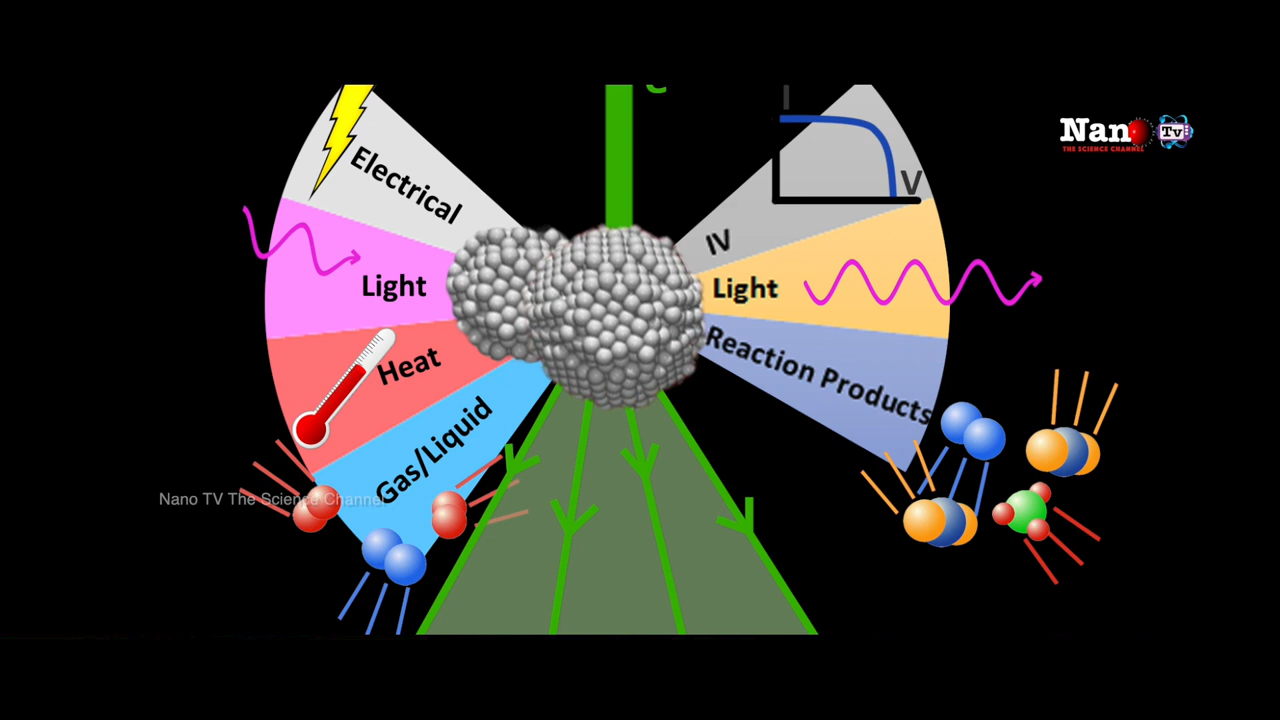 Nano Tv
THE SCIENCE CHANNEL
I
V
Electrical
IV
Light
Light
Heat
Reaction Products
Gas/Liquid
Nano TV The Science Channel